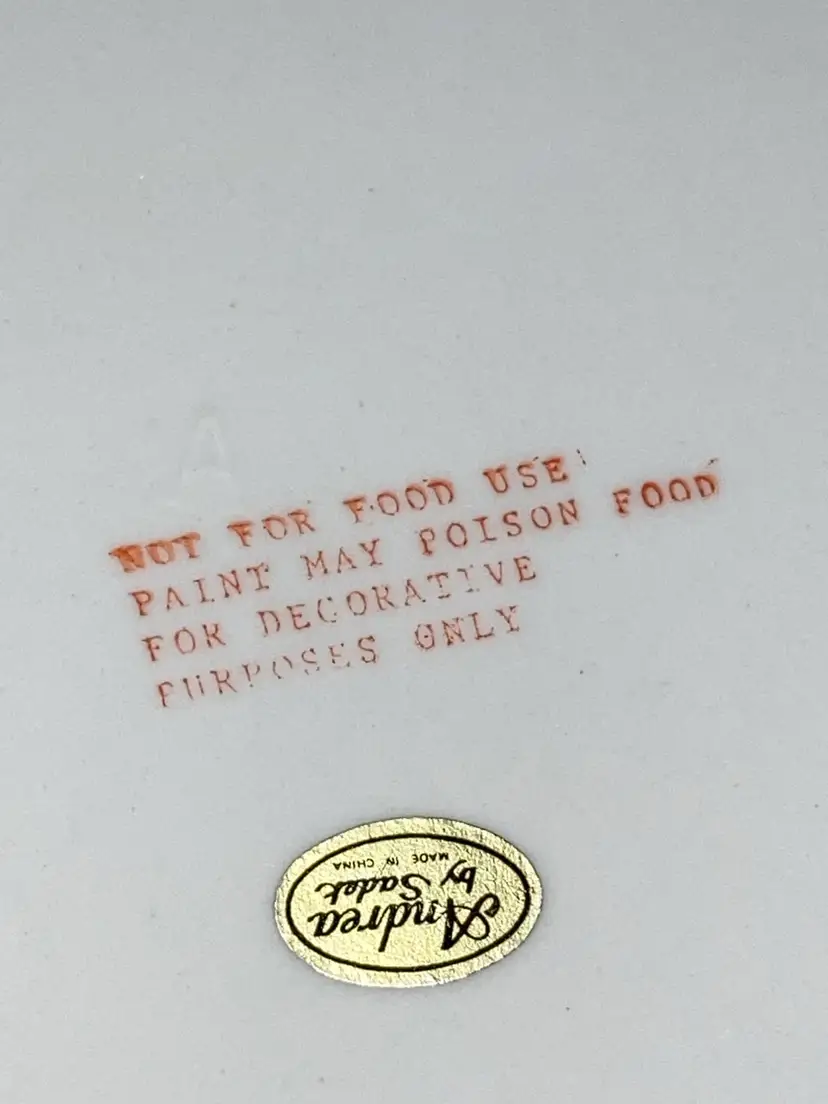 A
NOT FOR FOOD USE
PAINT MAY POISON FOOD
FOR DECORATIVE
PURPOSES ONLY
Andrea
by Sadek
MADE IN CHINA